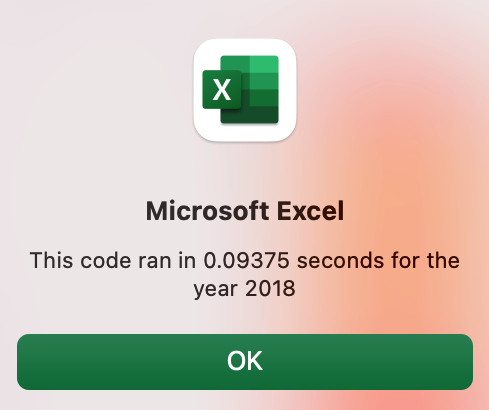 X
Microsoft Excel
This code ran in 0.09375 seconds for the
year 2018
OK